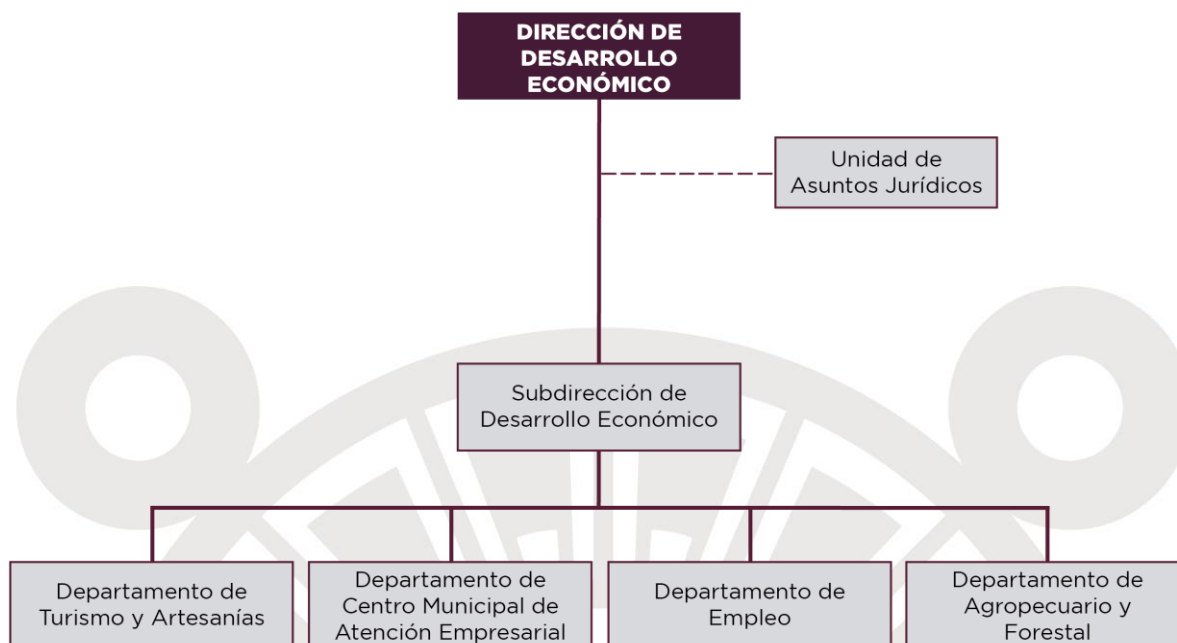 DIRECCIÓN DE
DESARROLLO
ECONÓMICO
Unidad de
Asuntos Jurídicos
Subdirección de
Desarrollo Económico
Departamento de
Turismo y Artesanías
Departamento de
Centro Municipal de
Atención Empresarial
Departamento de
Empleo
Departamento de
Agropecuario y
Forestal